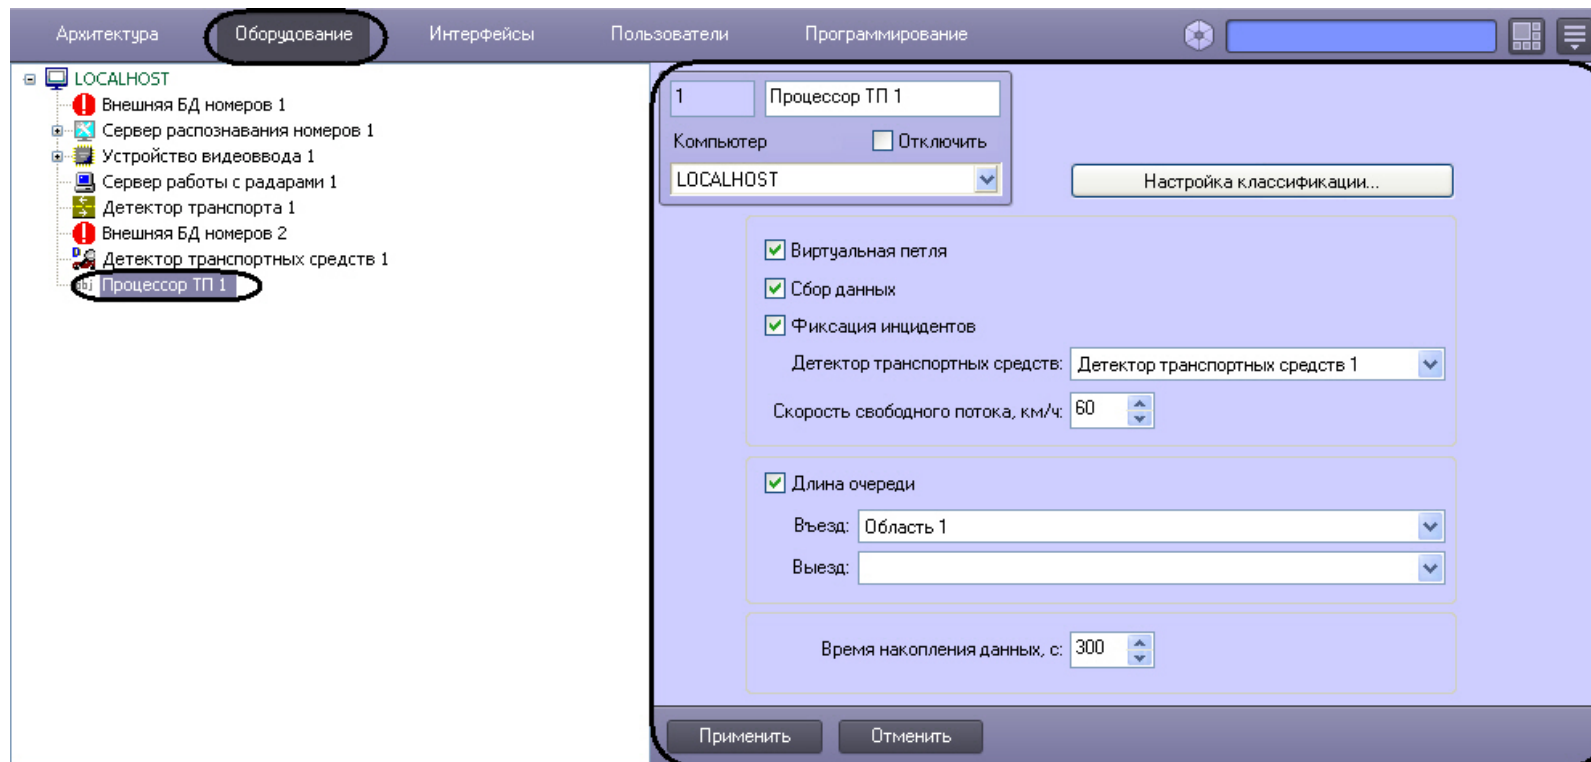 Архитектура Оборудование Интерфейсы Пользователи Программирование
LOCALHOST
Внешняя БД номеров 1
Сервер распознавания номеров 1
Устройство видеоввода 1
Сервер работы с радарами 1
Детектор транспорта 1
Внешняя БД номеров 2
Детектор транспортных средств 1
obj Процессор ТП 1
1 Процессор ТП 1
Компьютер Отключить
LOCALHOST
Настройка классификации...
Виртуальная петля
Сбор данных
Фиксация инцидентов
Детектор транспортных средств: Детектор транспортных средств 1
Скорость свободного потока, км/ч: 60
Длина очереди
Въезд: Область 1
Выезд:
Время накопления данных, с: 300
Применить Отменить